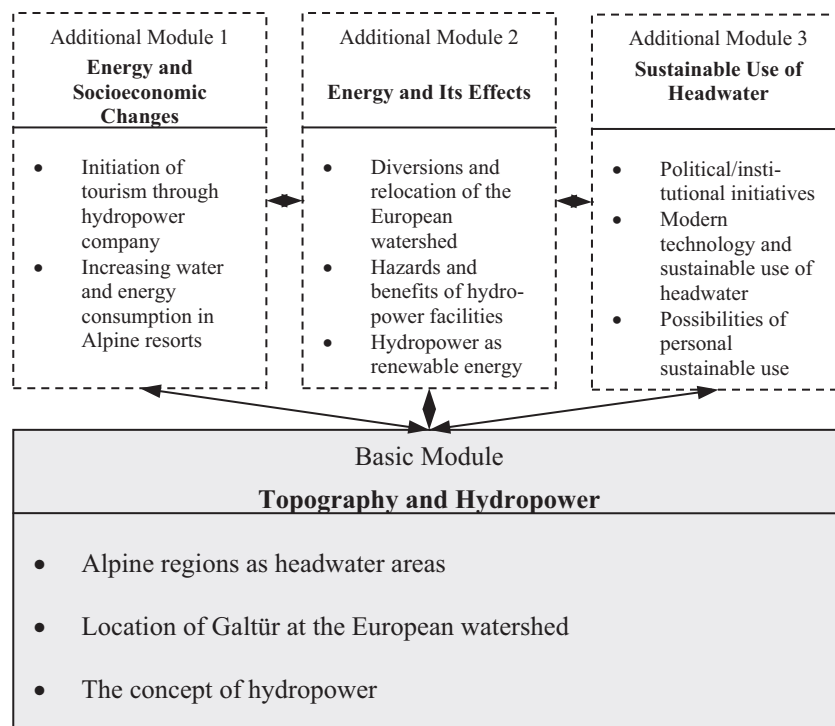 Additional Module 1
Energy and
Socioeconomic
Changes
• Initiation of
tourism through
hydropower
company
• Increasing water
and energy
consumption in
Alpine resorts
Additional Module 2
Energy and Its Effects
• Diversions and
relocation of the
European
watershed
• Hazards and
benefits of hydro-
power facilities
• Hydropower as
renewable energy
Additional Module 3
Sustainable Use of
Headwater
• Political/insti-
tutional initiatives
• Modern
technology and
sustainable use of
headwater
• Possibilities of
personal
sustainable use
Basic Module
Topography and Hydropower
• Alpine regions as headwater areas
• Location of Galtür at the European watershed
• The concept of hydropower